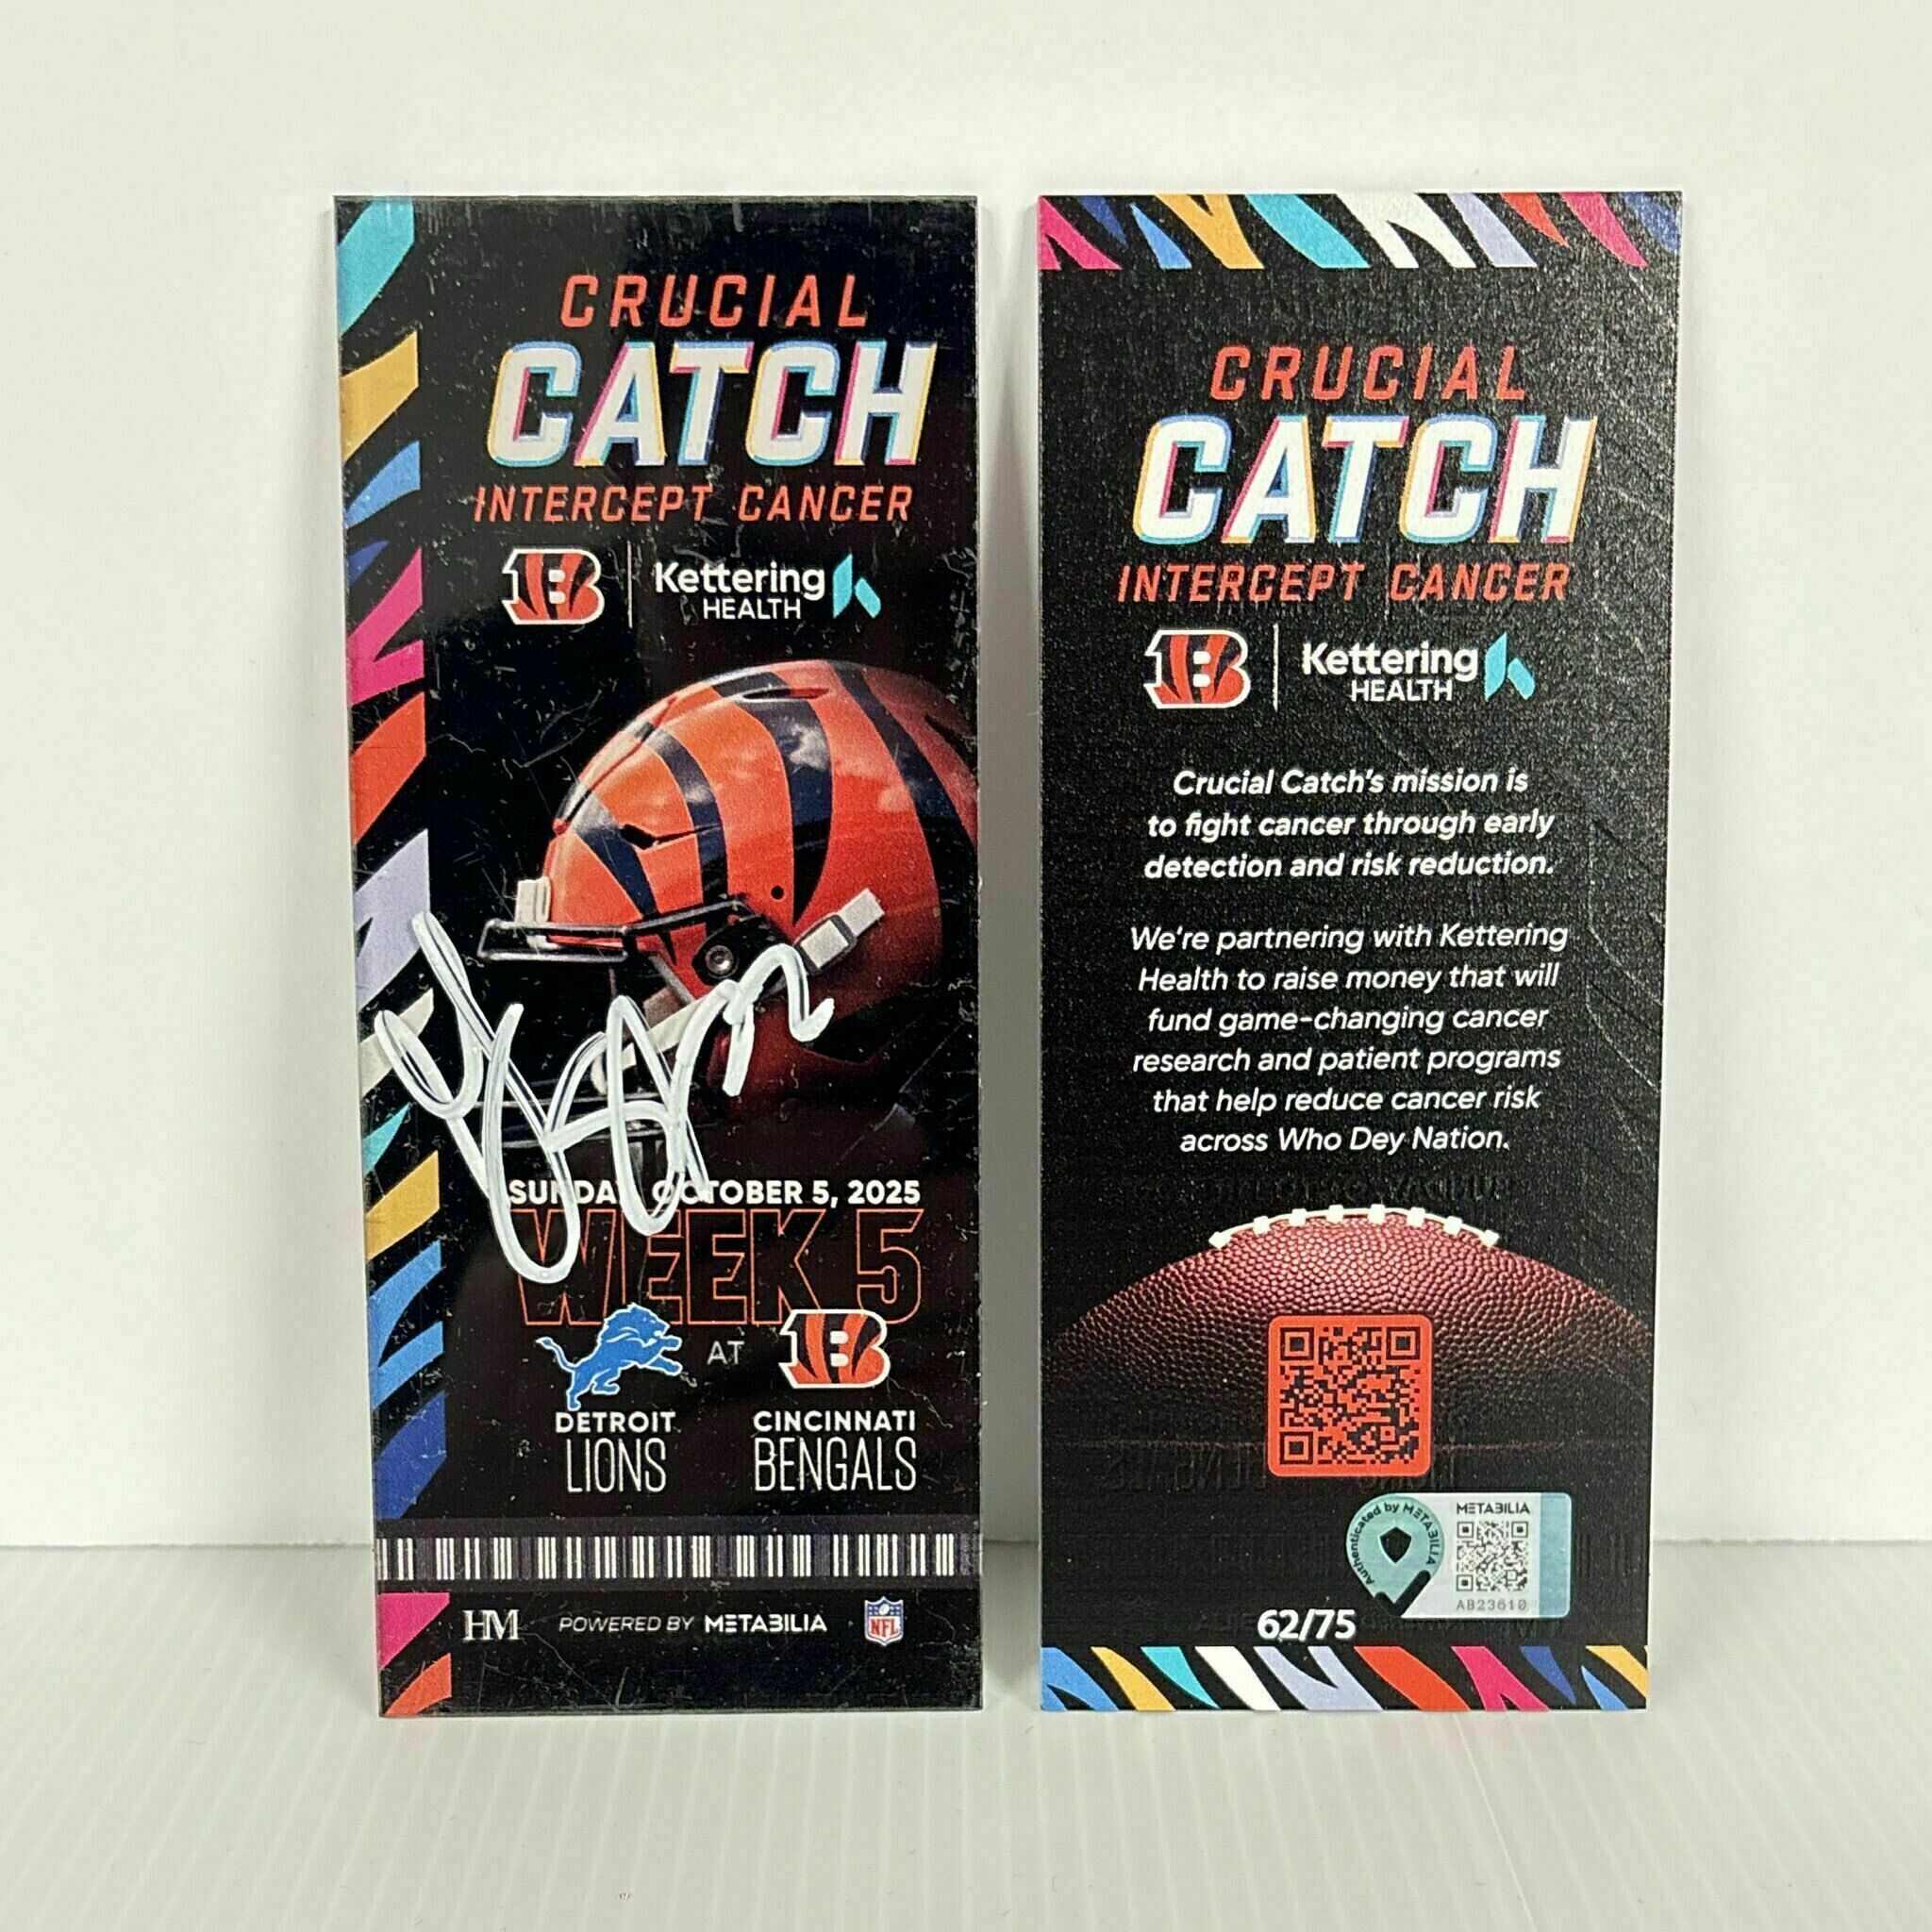 CRUCIAL
CATCH
INTERCEPT CANCER
B
Kettering
HEALTH
SUNDAY, OCTOBER 5, 2025
WEEK 5
AT
B
DETROIT
LIONS
CINCINNATI
BENGALS
HM
POWERED BY METABILIA
NFL
CRUCIAL
CATCH
INTERCEPT CANCER
B
Kettering
HEALTH
Crucial Catch's mission is
to fight cancer through early
detection and risk reduction.
We're partnering with Kettering
Health to raise money that will
fund game-changing cancer
research and patient programs
that help reduce cancer risk
across Who Dey Nation.
Authenticated by METABILIA
METABILIA
AB23610
62/75